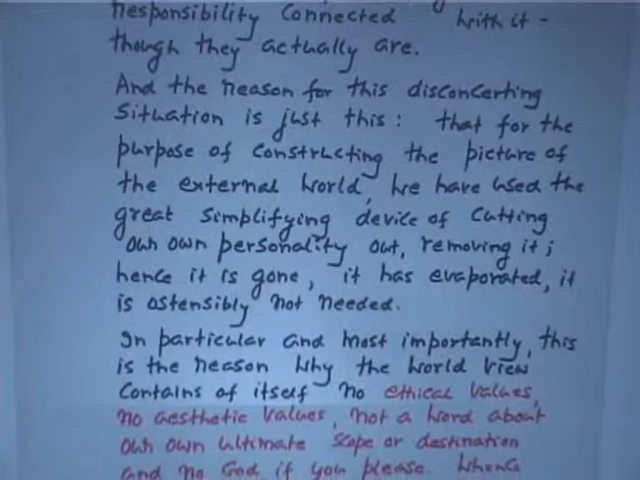 responsibility connected with it -
though they actually are.
And the reason for this disconcerting
situation is just this: that for the
purpose of constructing the picture of
the external world, we have used the
great simplifying device of cutting
our own personality out, removing it;
hence it is gone, it has evaporated, it
is ostensibly not needed.
In particular and most importantly, this
is the reason why the world view
contains of itself no ethical values,
no aesthetic values, not a word about
our own ultimate scope or destination
and no God if you please. Whence